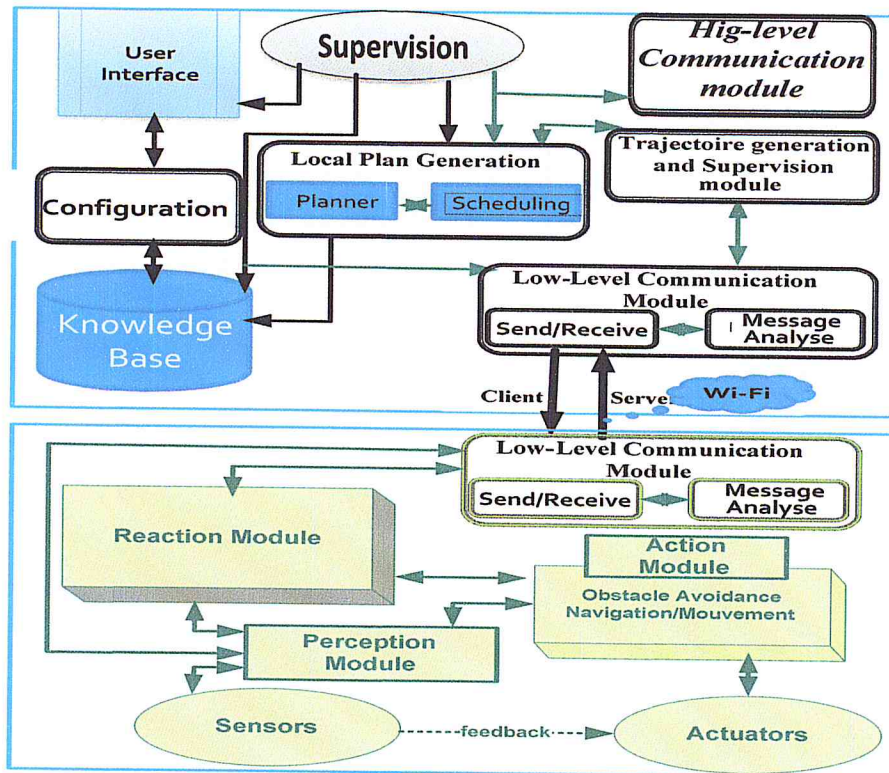 User
Interface
Supervision
Hig-level
Communication
module
Local Plan Generation
Planner
Scheduling
Trajectoire generation
and Supervision
module
Configuration
Knowledge
Base
Low-Level Communication
Module
Send/Receive
Message
Analyse
Client
Serve
Wi-Fi
Low-Level Communication
Module
Send/Receive
Message
Analyse
Reaction Module
Action
Module
Obstacle Avoidance
Navigation/Mouvement
Perception
Module
Sensors
feedback
Actuators